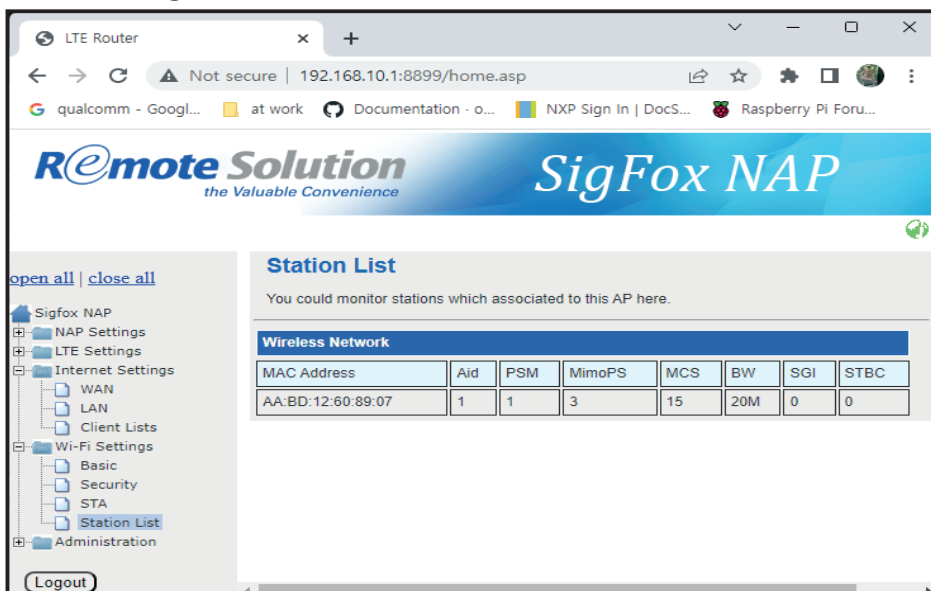 LTE Router
Not secure | 192.168.10.1:8899/home.asp
qualcomm - Googl... at work Documentation · o... NXP Sign In | DocS... Raspberry Pi Foru...
Remote Solution
the Valuable Convenience
SigFox NAP
open all | close all
Sigfox NAP
NAP Settings
LTE Settings
Internet Settings
WAN
LAN
Client Lists
Wi-Fi Settings
Basic
Security
STA
Station List
Administration
Logout
Station List
You could monitor stations which associated to this AP here.
Wireless Network
MAC Address Aid PSM MimoPS MCS BW SGI STBC
AA:BD:12:60:89:07 1 1 3 15 20M 0 0